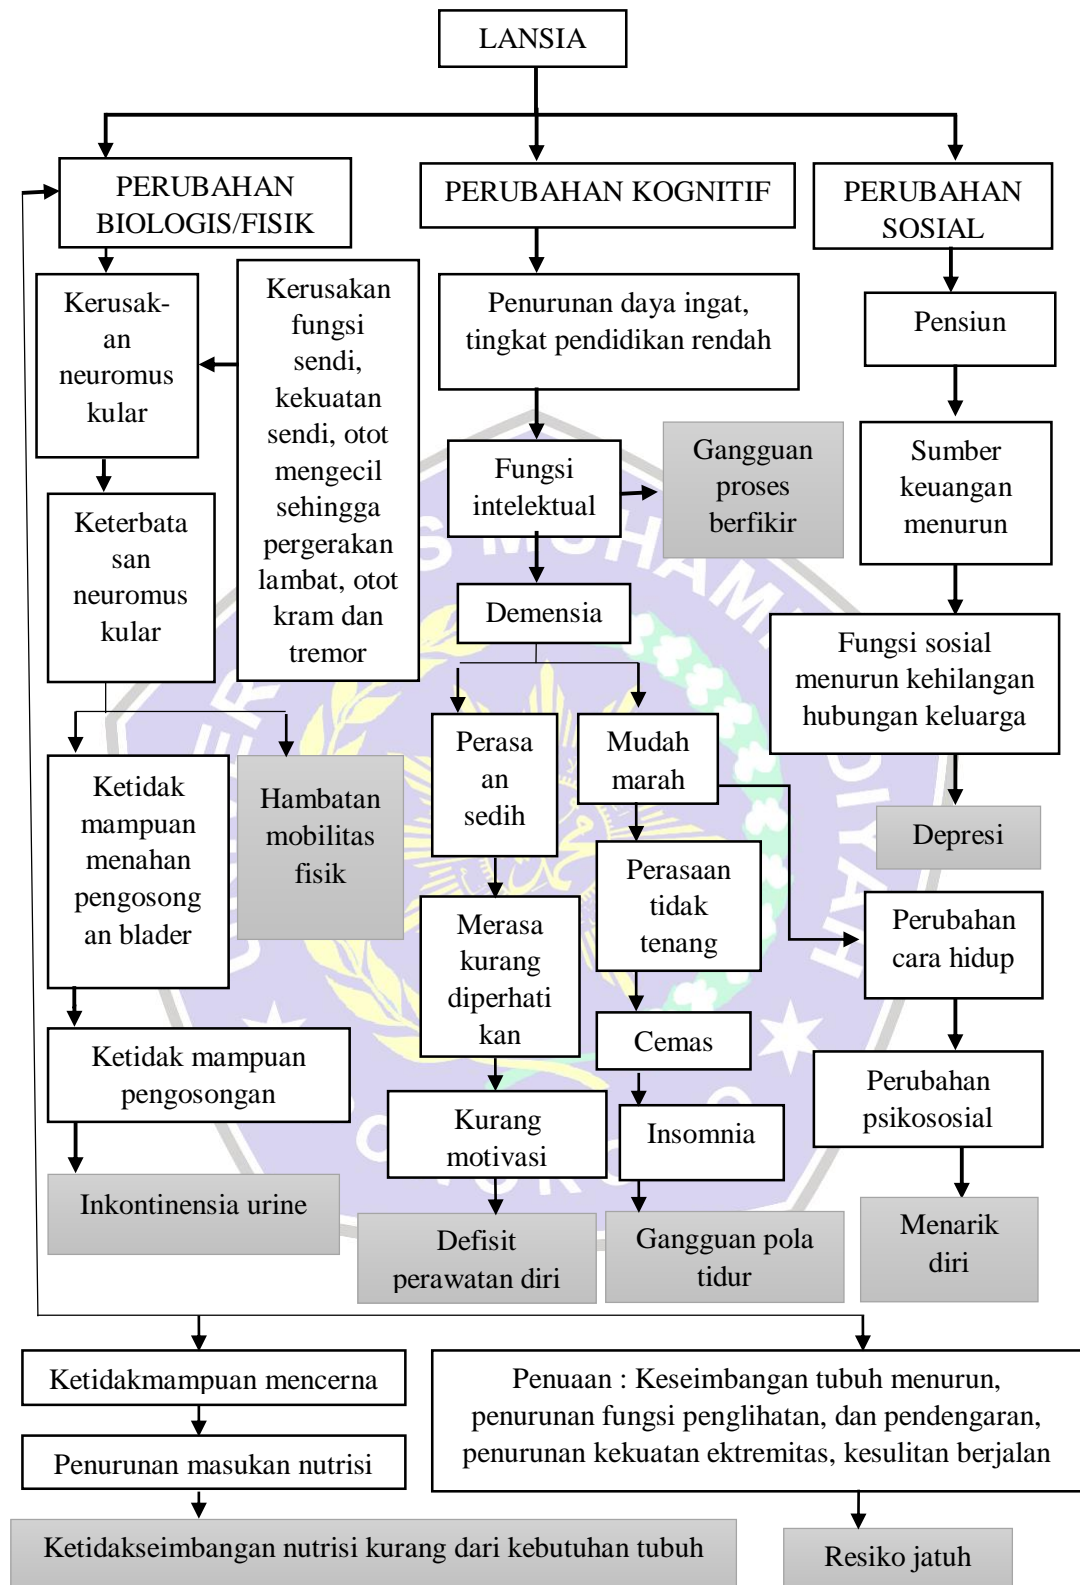 LANSIA
PERUBAHAN
BIOLOGIS/FISIK
PERUBAHAN KOGNITIF
PERUBAHAN
SOSIAL
Kerusak-
an
neuromus
kular
Kerusakan
fungsi
sendi,
kekuatan
sendi, otot
mengecil
sehingga
pergerakan
lambat, otot
kram dan
tremor
Penurunan daya ingat,
tingkat pendidikan rendah
Pensiun
Fungsi
intelektual
Gangguan
proses
berfikir
Sumber
keuangan
menurun
Keterbata
san
neuromus
kular
Demensia
Fungsi sosial
menurun kehilangan
hubungan keluarga
Perasa
an
sedih
Mudah
marah
Ketidak
mampuan
menahan
pengosong
an blader
Hambatan
mobilitas
fisik
Depresi
Perasaan
tidak
tenang
Merasa
kurang
diperhati
kan
Perubahan
cara hidup
Cemas
Ketidak mampuan
pengosongan
Perubahan
psikososial
Kurang
motivasi
Insomnia
Inkontinensia urine
Defisit
perawatan diri
Gangguan pola
tidur
Menarik
diri
Ketidakmampuan mencerna
Penurunan masukan nutrisi
Ketidakseimbangan nutrisi kurang dari kebutuhan tubuh
Penuaan : Keseimbangan tubuh menurun,
penurunan fungsi penglihatan, dan pendengaran,
penurunan kekuatan ektremitas, kesulitan berjalan
Resiko jatuh